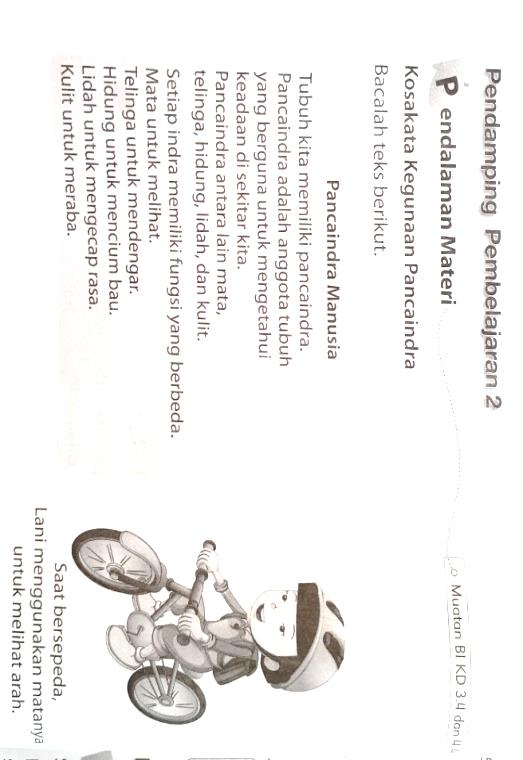 Pendamping Pembelajaran 2
Pendalaman Materi
Muatan BI KD 3.4 dan 4.4
Kosakata Kegunaan Pancaindra
Bacalah teks berikut.
Pancaindra Manusia
Tubuh kita memiliki pancaindra.
Pancaindra adalah anggota tubuh
yang berguna untuk mengetahui
keadaan di sekitar kita.
Pancaindra antara lain mata,
telinga, hidung, lidah, dan kulit.
Setiap indra memiliki fungsi yang berbeda.
Mata untuk melihat.
Telinga untuk mendengar.
Hidung untuk mencium bau.
Lidah untuk mengecap rasa.
Kulit untuk meraba.
Saat bersepeda,
Lani menggunakan matanya
untuk melihat arah.